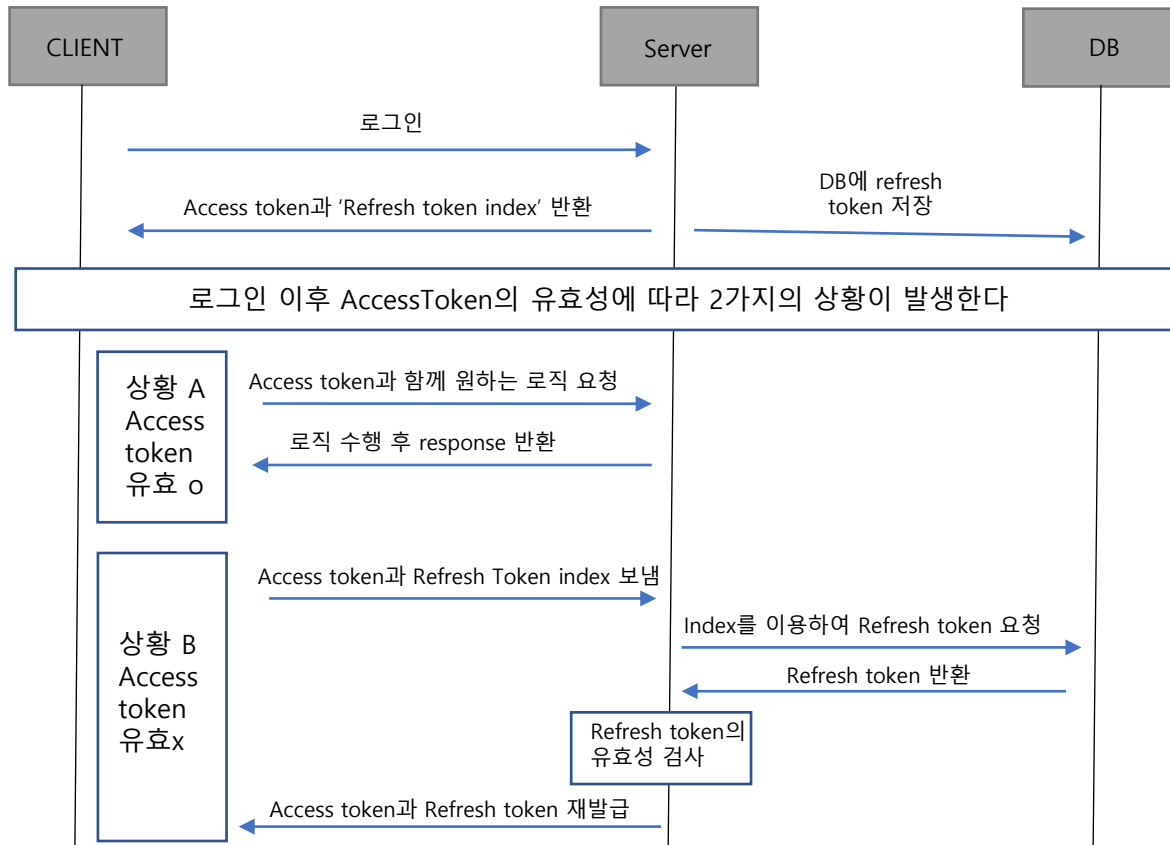 CLIENT
Server
DB
로그인
DB에 refresh
token 저장
Access token과 ‘Refresh token index’ 반환
로그인 이후 AccessToken의 유효성에 따라 2가지의 상황이 발생한다
상황 A
Access
token
유효 o
Access token과 함께 원하는 로직 요청
로직 수행 후 response 반환
상황 B
Access
token
유효x
Access token과 Refresh Token index 보냄
Index를 이용하여 Refresh token 요청
Refresh token 반환
Refresh token의
유효성 검사
Access token과 Refresh token 재발급